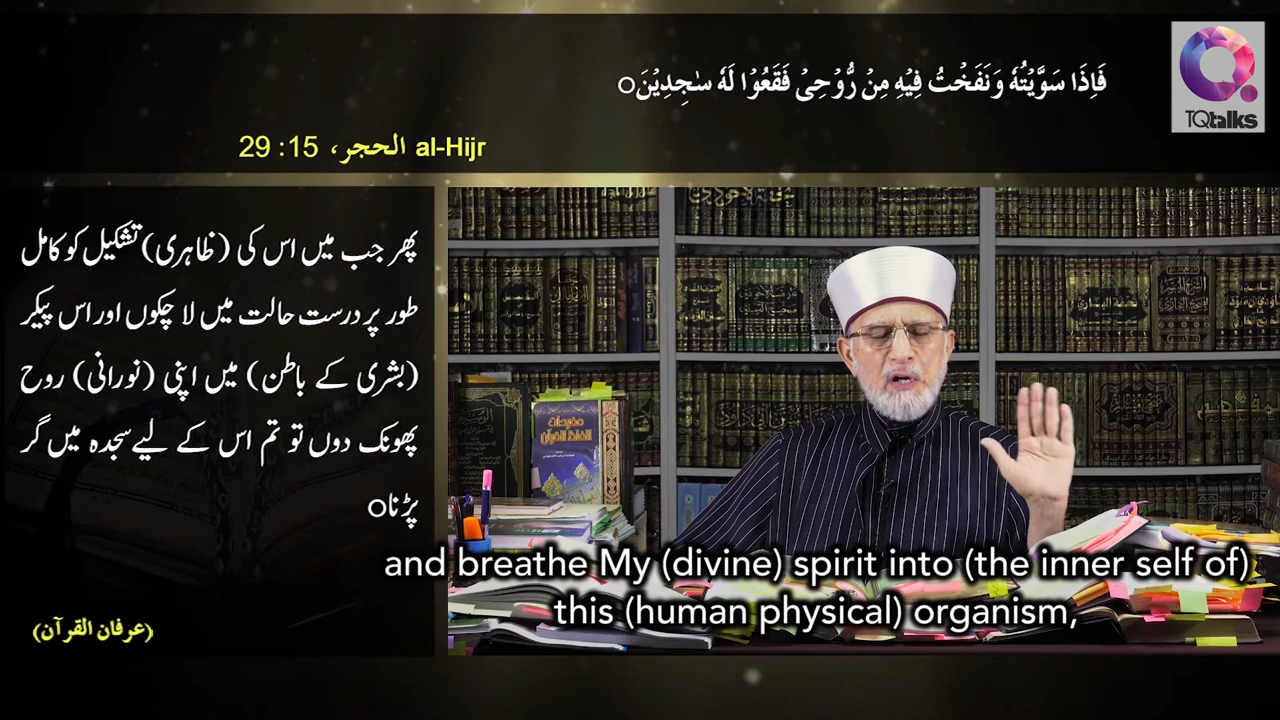 فَاِذَا سَوَّيْتُهٗ وَنَفَخْتُ فِيْهِ مِنْ رُّوْحِیْ فَقَعُوْا لَهٗ سٰجِدِيْنَo
TQtalks
al-Hijr الحجر، 15 : 29
پھر جب میں اس کی (ظاہری) تشکیل کو کامل
طور پر درست حالت میں لا چکوں اور اس پیکر
(بشری کے باطن) میں اپنی (نورانی) روح
پھونک دوں تو تم اس کے لیے سجدہ میں گر
پڑناo
(عرفان القرآن)
and breathe My (divine) spirit into (the inner self of)
this (human physical) organism,